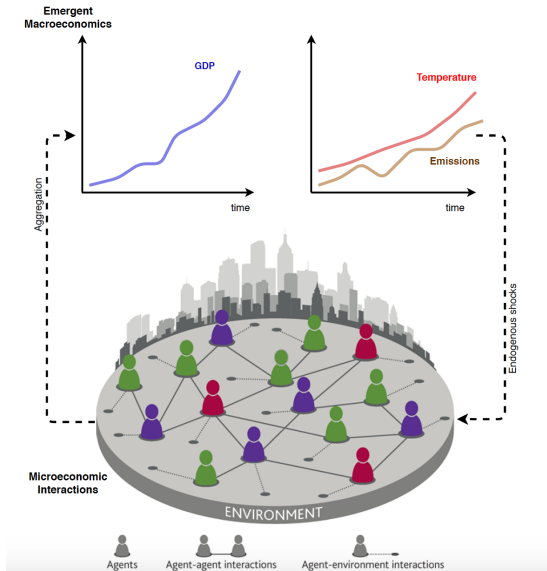 Emergent
Macroeconomics
GDP
time
Temperature
Emissions
time
Aggregation
Endogenous shocks
Microeconomic
Interactions
ENVIRONMENT
Agents
Agent-agent interactions
Agent-environment interactions